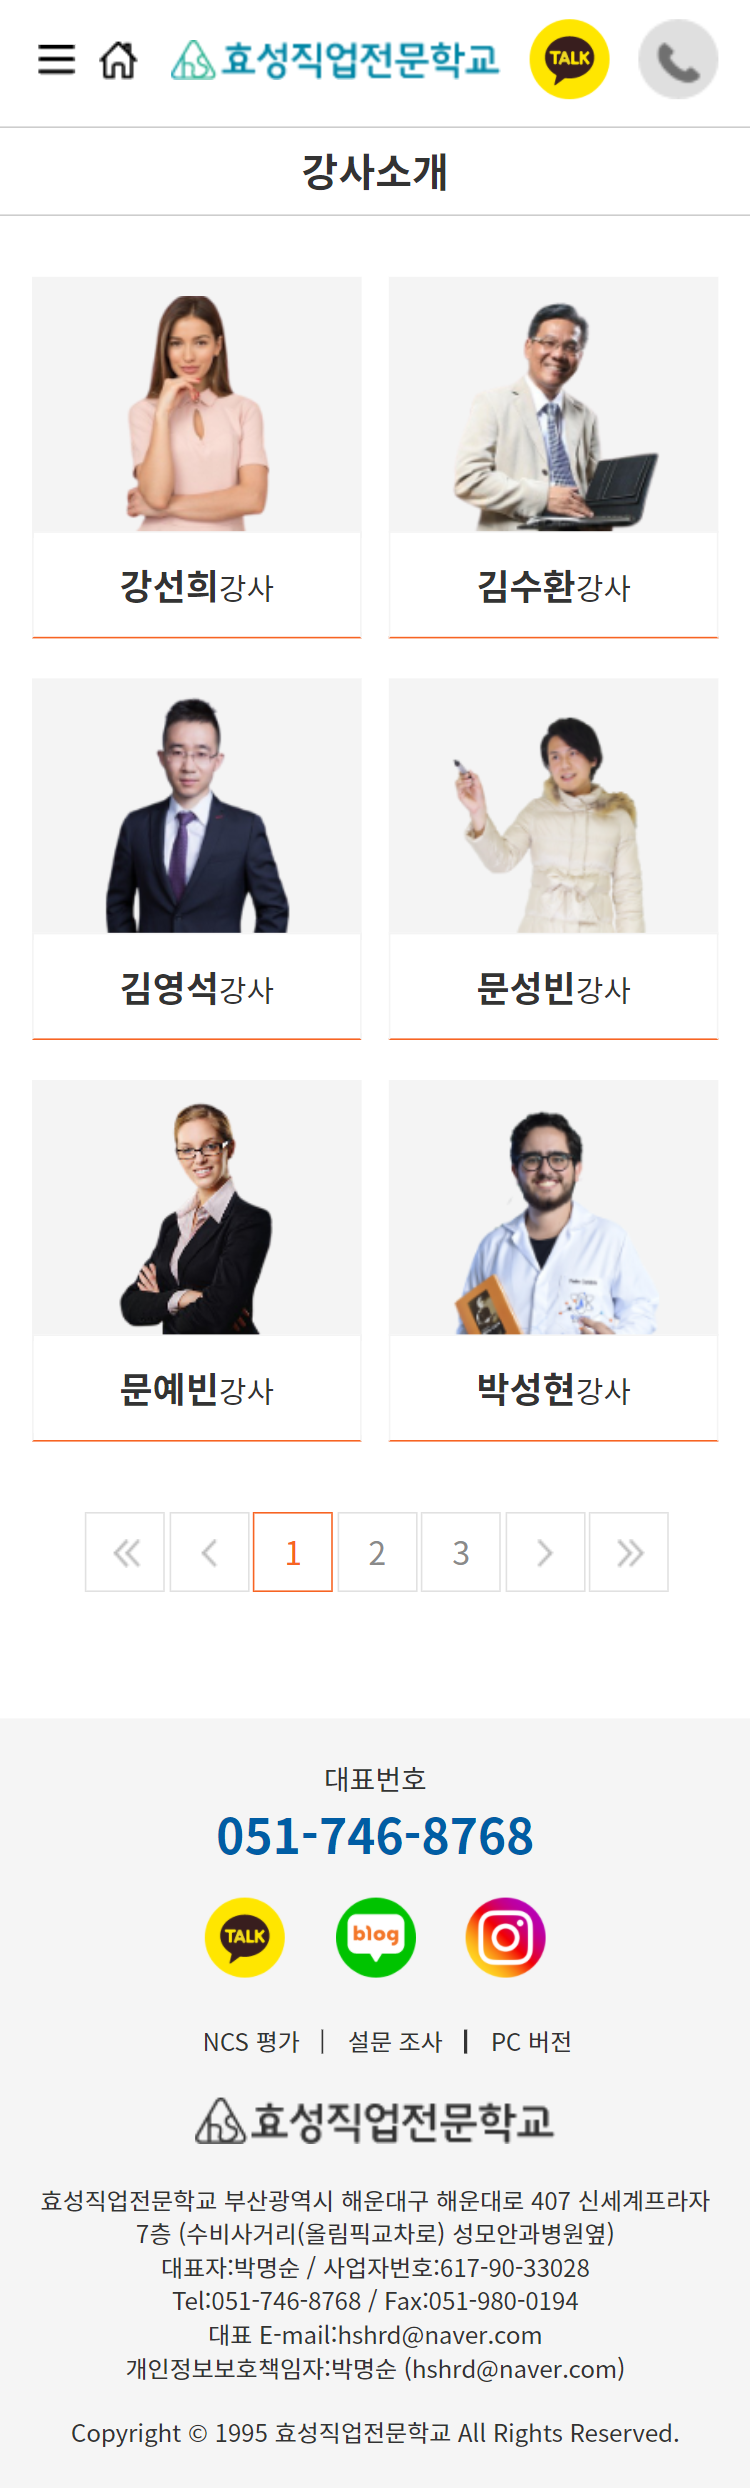 효성직업전문학교 TALK
강사소개
강선희강사 김수환강사
김영석강사 문성빈강사
문예빈강사 박성현강사
1 2 3
대표번호
051-746-8768
TALK blog
NCS 평가 | 설문 조사 | PC 버전
효성직업전문학교
효성직업전문학교 부산광역시 해운대구 해운대로 407 신세계프라자
7층 (수비사거리(올림픽교차로) 성모안과병원옆)
대표자:박명순 / 사업자번호:617-90-33028
Tel:051-746-8768 / Fax:051-980-0194
대표 E-mail:hshrd@naver.com
개인정보보호책임자:박명순 (hshrd@naver.com)
Copyright © 1995 효성직업전문학교 All Rights Reserved.